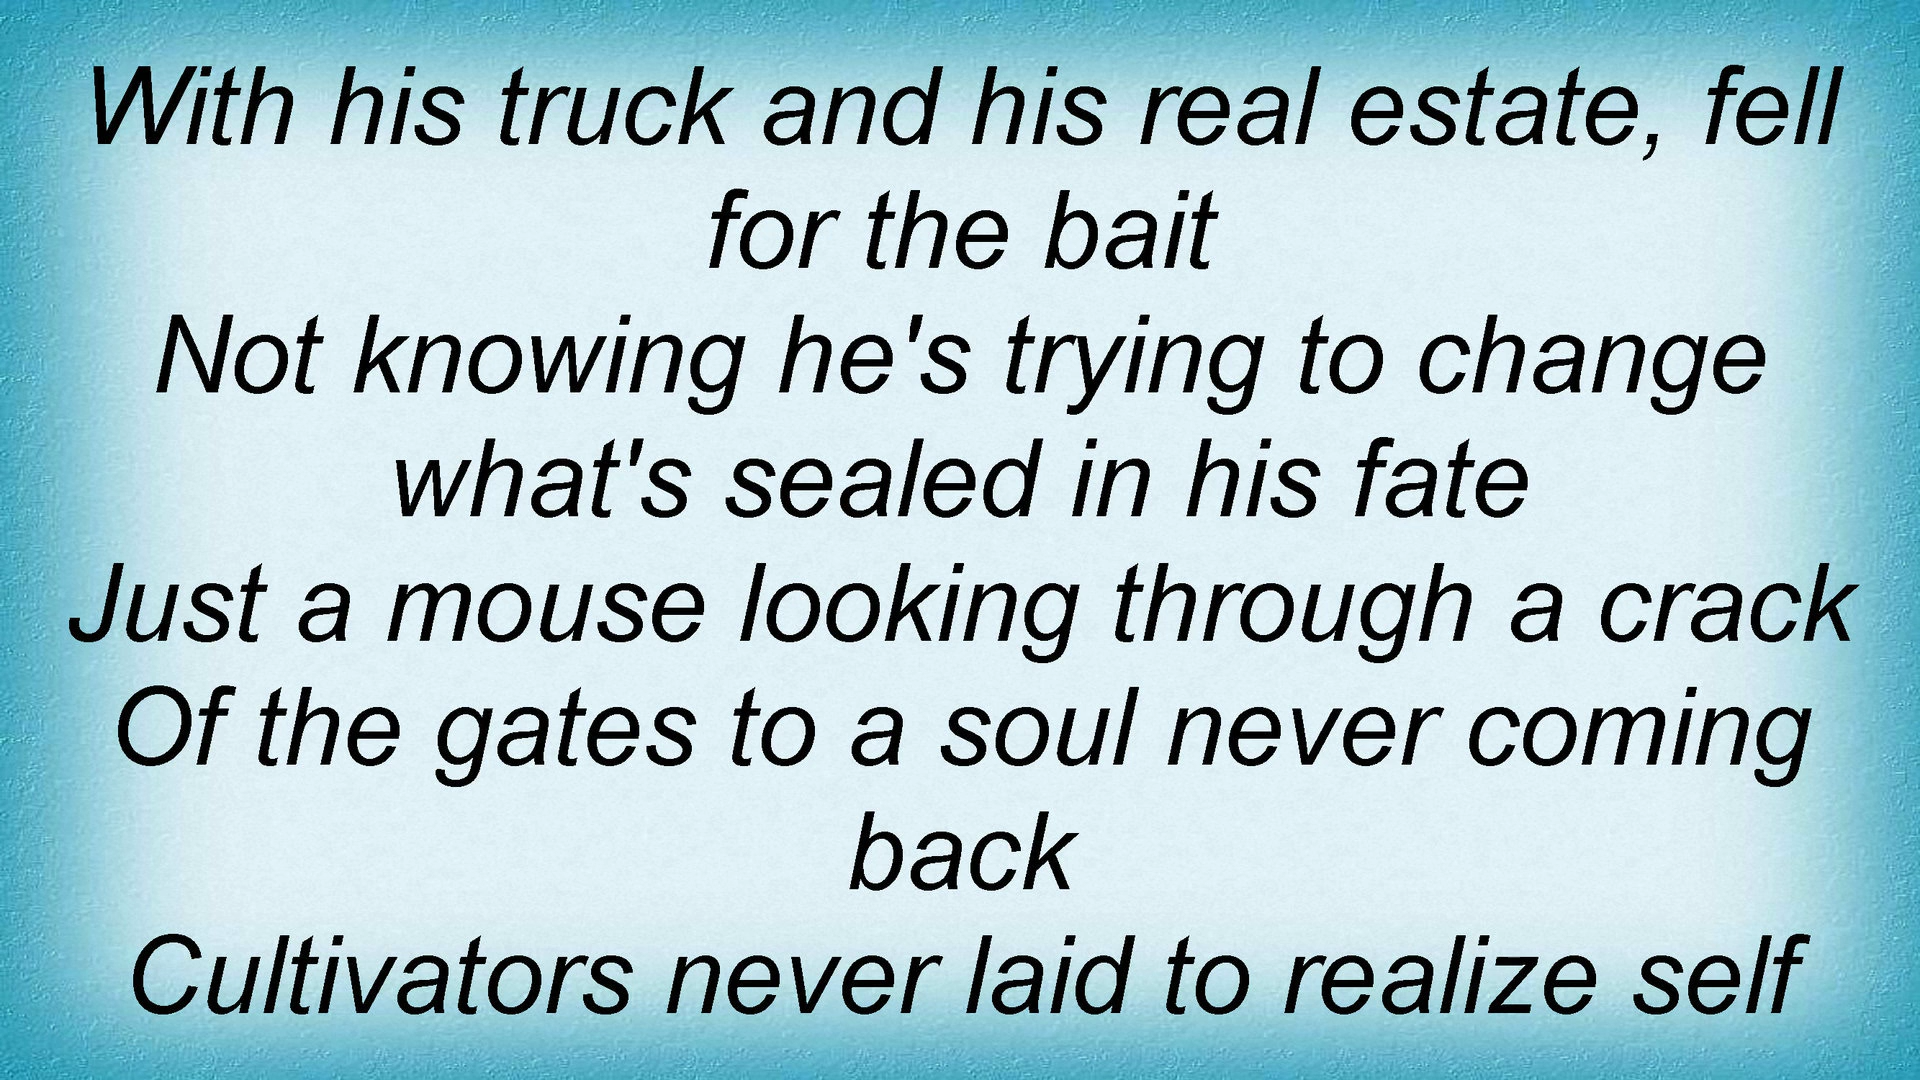 With his truck and his real estate, fell
for the bait
Not knowing he's trying to change
what's sealed in his fate
Just a mouse looking through a crack
Of the gates to a soul never coming
back
Cultivators never laid to realize self